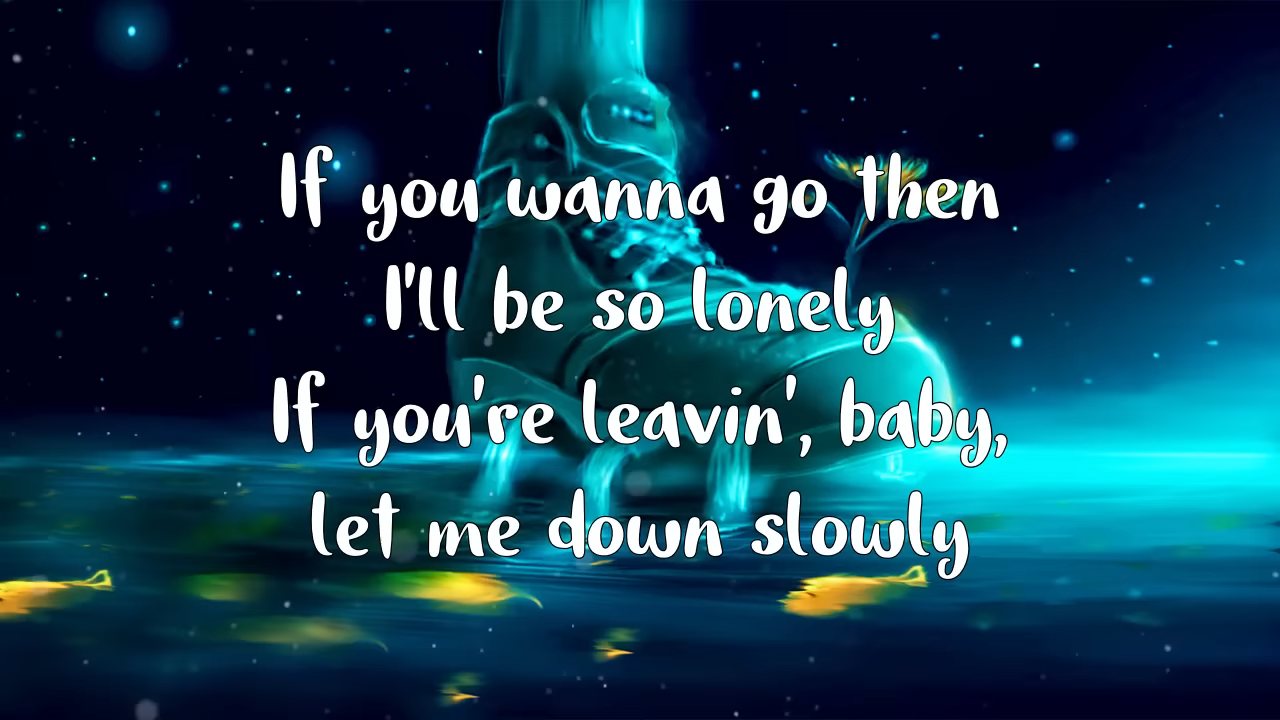 If you wanna go then
I'll be so lonely
If you're leavin', baby,
let me down slowly